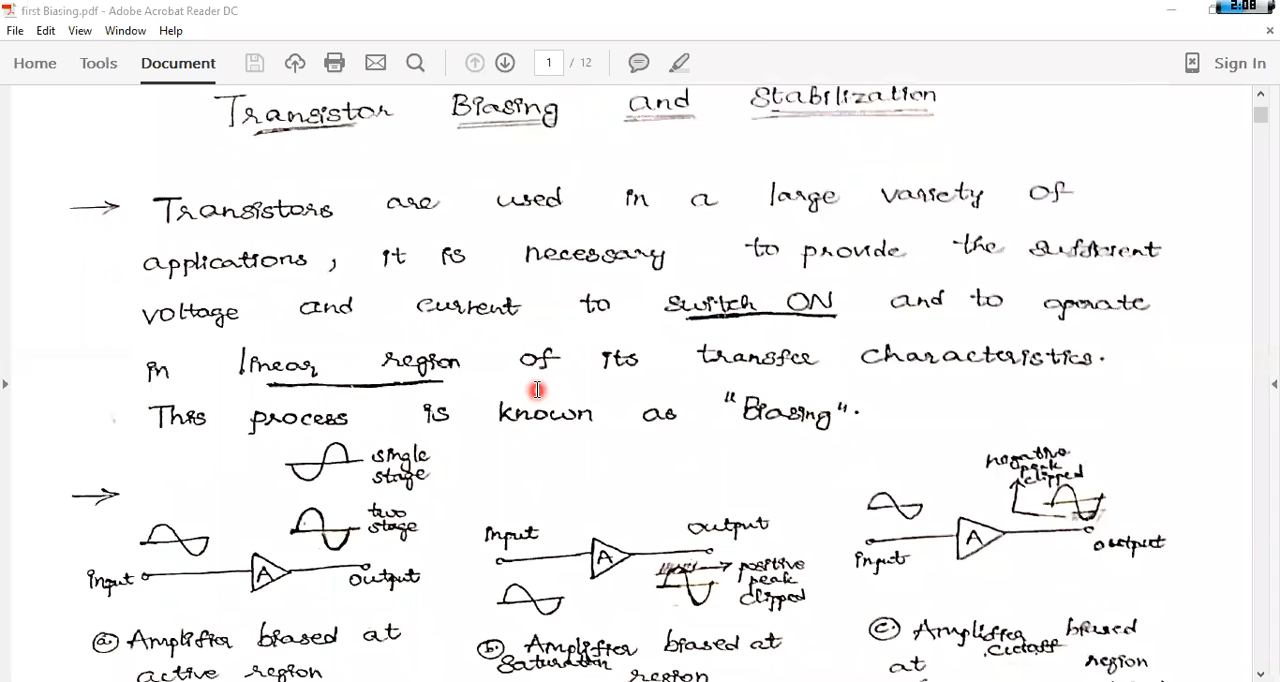 first Biasing.pdf - Adobe Acrobat Reader DC
2:08
File Edit View Window Help
Home Tools Document 1 / 12 Sign In
Transistor Biasing and Stabilization
→ Transistors are used in a large variety of
applications, it is necessary to provide the sufficient
voltage and current to switch ON and to operate
in linear region of its transfer characteristics.
This process is known as "Biasing".
→
single
stage
two
stage
input A output
(a) Amplifier biased at
active region
input A output
positive
peak
clipped
(b) Amplifier biased at
saturation region
negative
peak
clipped
input A output
(c) Amplifier biased
at cutoff region